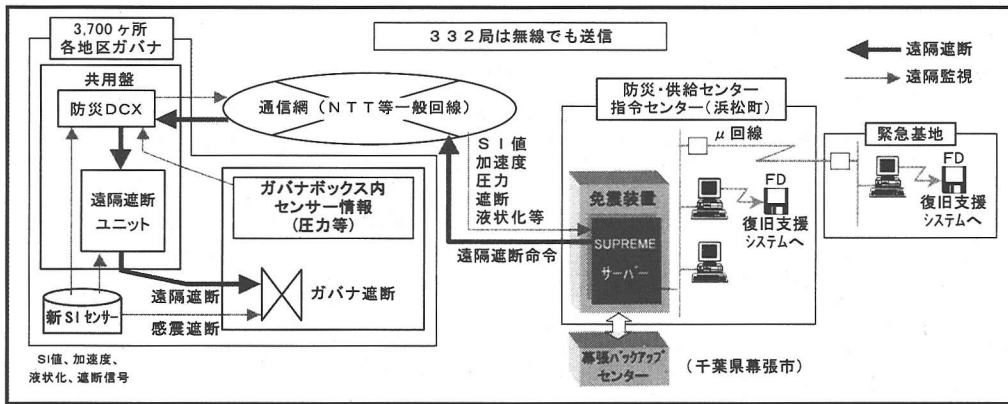 3,700ヶ所
各地区ガバナ
332局は無線でも送信
遠隔遮断
遠隔監視
共用盤
防災DCX
遠隔遮断
ユニット
新SIセンサー
SI値、加速度、
液状化、遮断信号
ガバナボックス内
センサー情報
(圧力等)
遠隔遮断
感震遮断
ガバナ遮断
通信網(NTT等一般回線)
SI値
加速度
圧力
遮断
液状化等
遠隔遮断命令
防災・供給センター
指令センター(浜松町)
μ回線
免震装置
SUPREME
サーバー
FD
復旧支援
システムへ
幕張バックアップ
センター
(千葉県幕張市)
緊急基地
FD
復旧支援
システムへ